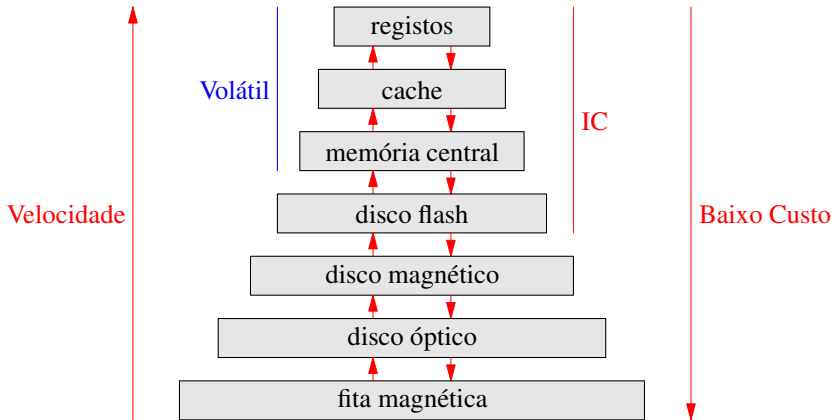 registos
Volátil
cache
IC
memória central
Velocidade
disco flash
Baixo Custo
disco magnético
disco óptico
fita magnética